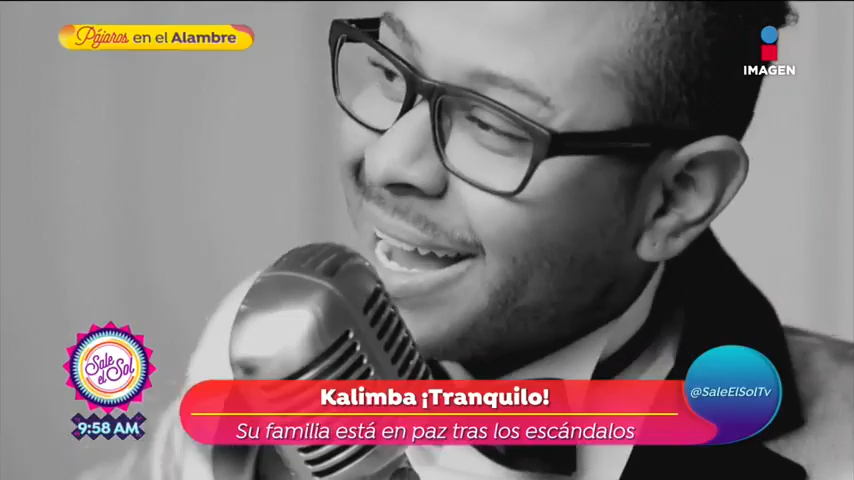 Pájaros en el Alambre
IMAGEN
Sale el Sol
9:58 AM
Kalimba ¡Tranquilo!
Su familia está en paz tras los escándalos
@SaleElSolTv